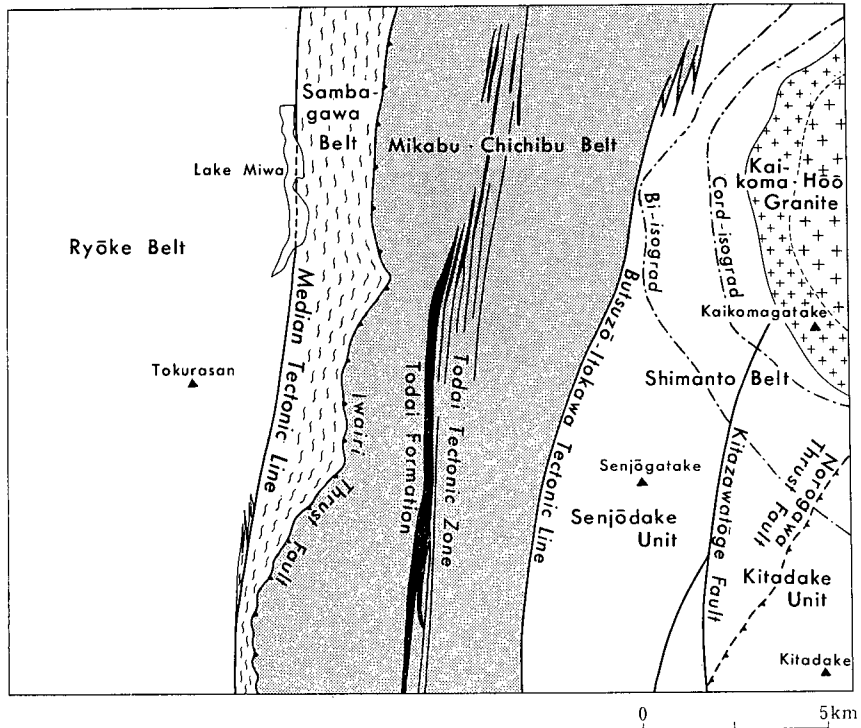 Samba-
gawa
Belt
Mikabu · Chichibu Belt
Lake Miwa
Kai-
koma · Hōō
Granite
Ryōke Belt
Bi-isograd
Cord-isograd
Median Tectonic Line
Butsuzō-Itokawa Tectonic Line
Kaikomagatake
Tokurasan
Shimanto Belt
Iwairi
Thrust Fault
Todai Formation
Todai Tectonic Zone
Kitazawatōge Fault
Norogawa
Thrust Fault
Senjōgatake
Senjōdake
Unit
Kitadake
Unit
Kitadake
0 5km